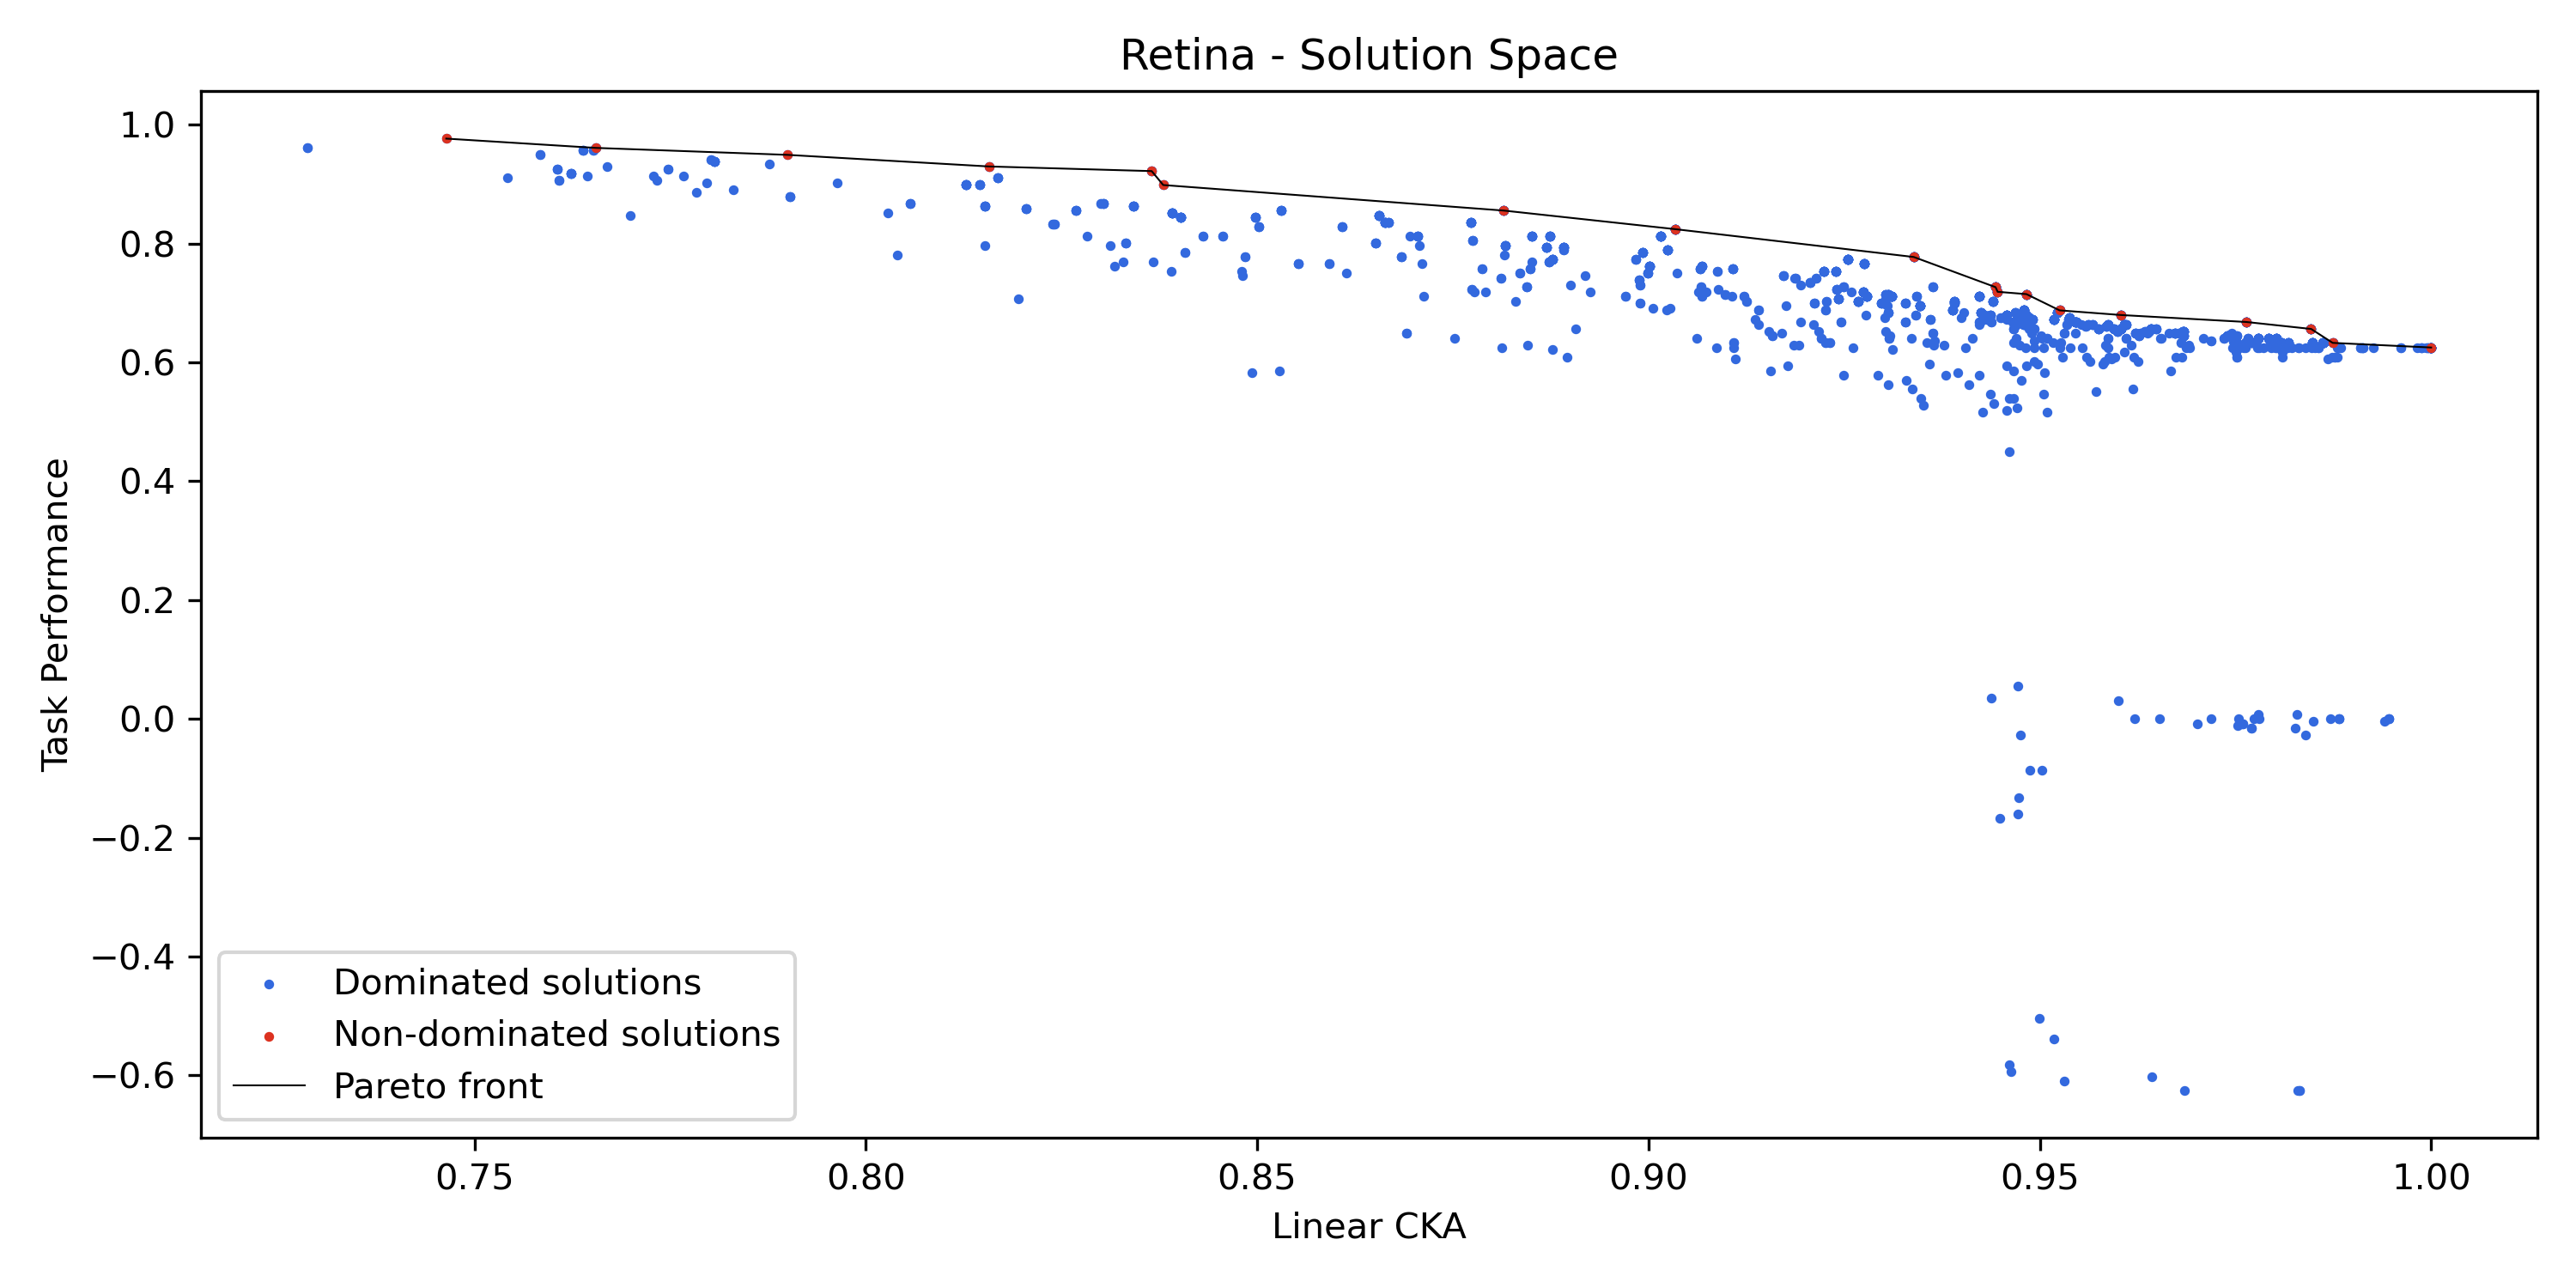 Retina - Solution Space
1.0
0.8
0.6
0.4
0.2
0.0
−0.2
−0.4
−0.6
Task Performance
Dominated solutions
Non-dominated solutions
Pareto front
0.75 0.80 0.85 0.90 0.95 1.00
Linear CKA